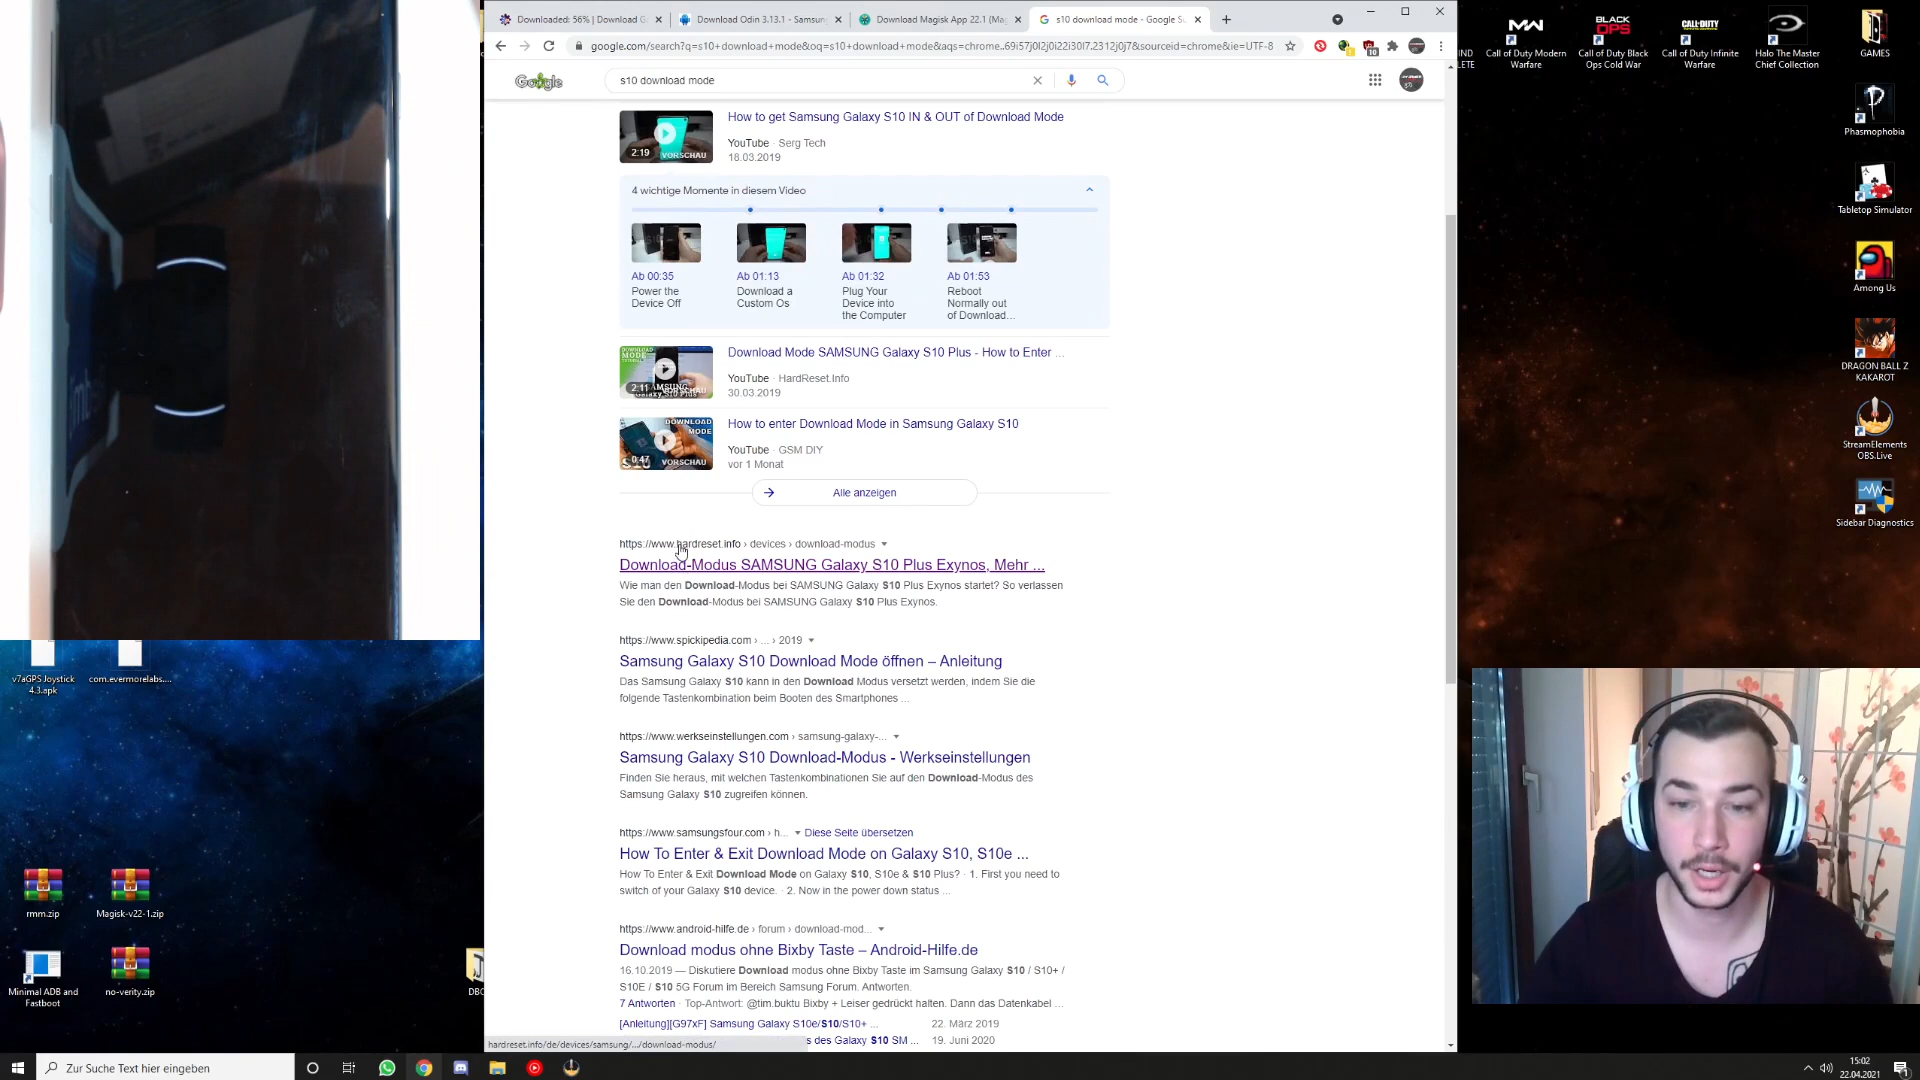 Downloaded: 56% | Download G
Download Odin 3.13.1 - Samsun
Download Magisk App 22.1 (Ma
s10 download mode - Google S
google.com/search?q=s10+download+mode&oq=s10+download+mode&aqs=chrome..69i57j0l2j0i22i30l7.2312j0j7&sourceid=chrome&ie=UTF-8
Google
s10 download mode
How to get Samsung Galaxy S10 IN & OUT of Download Mode
YouTube · Serg Tech
18.03.2019
2:19
VORSCHAU
4 wichtige Momente in diesem Video
Ab 00:35
Power the
Device Off
Ab 01:13
Download a
Custom Os
Ab 01:32
Plug Your
Device into
the Computer
Ab 01:53
Reboot
Normally out
of Download...
Download Mode SAMSUNG Galaxy S10 Plus - How to Enter ...
YouTube · HardReset.Info
30.03.2019
2:11
How to enter Download Mode in Samsung Galaxy S10
YouTube · GSM DIY
vor 1 Monat
DOWNLOAD
MODE
0:47
VORSCHAU
Alle anzeigen
https://www.hardreset.info › devices › download-modus
Download-Modus SAMSUNG Galaxy S10 Plus Exynos, Mehr ...
Wie man den Download-Modus bei SAMSUNG Galaxy S10 Plus Exynos startet? So verlassen
Sie den Download-Modus bei SAMSUNG Galaxy S10 Plus Exynos.
https://www.spickipedia.com › ... › 2019
Samsung Galaxy S10 Download Mode öffnen – Anleitung
Das Samsung Galaxy S10 kann in den Download Modus versetzt werden, indem Sie die
folgende Tastenkombination beim Booten des Smartphones ...
https://www.werkseinstellungen.com › samsung-galaxy-...
Samsung Galaxy S10 Download-Modus - Werkseinstellungen
Finden Sie heraus, mit welchen Tastenkombinationen Sie auf den Download-Modus des
Samsung Galaxy S10 zugreifen können.
https://www.samsungsfour.com › h...
Diese Seite übersetzen
How To Enter & Exit Download Mode on Galaxy S10, S10e ...
How To Enter & Exit Download Mode on Galaxy S10, S10e & S10 Plus? · 1. First you need to
switch of your Galaxy S10 device. · 2. Now in the power down status ...
https://www.android-hilfe.de › forum › download-mod...
Download modus ohne Bixby Taste – Android-Hilfe.de
16.10.2019 — Diskutiere Download modus ohne Bixby Taste im Samsung Galaxy S10 / S10+ /
S10E / S10 5G Forum im Bereich Samsung Forum. Antworten.
7 Antworten · Top-Antwort: @tim.buktu Bixby + Leiser gedrückt halten. Dann das Datenkabel ...
[Anleitung][G97xF] Samsung Galaxy S10e/S10/S10+ ...
22. März 2019
s des Galaxy S10 SM ...
19. Juni 2020
hardreset.info/de/devices/samsung/.../download-modus/
Call of Duty Modern
Warfare
Call of Duty Black
Ops Cold War
Call of Duty Infinite
Warfare
Halo The Master
Chief Collection
GAMES
Phasmophobia
Tabletop Simulator
Among Us
DRAGON BALL Z
KAKAROT
StreamElements
OBS.Live
Sidebar Diagnostics
v7aGPS Joystick
4.3.apk
com.evermorelabs....
rmm.zip
Magisk-v22-1.zip
Minimal ADB and
Fastboot
no-verity.zip
DBC
Zur Suche Text hier eingeben
15:02
22.04.2021